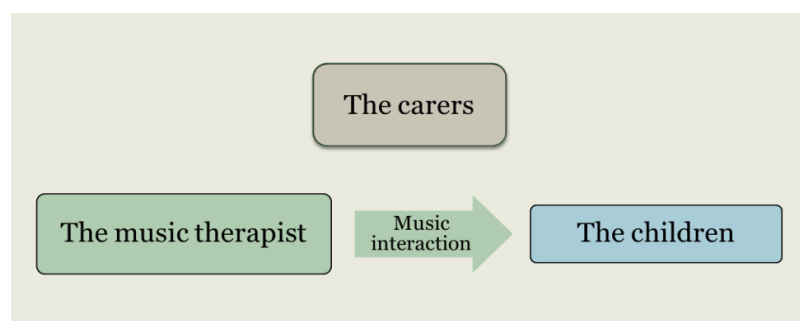 The carers
The music therapist
Music
interaction
The children